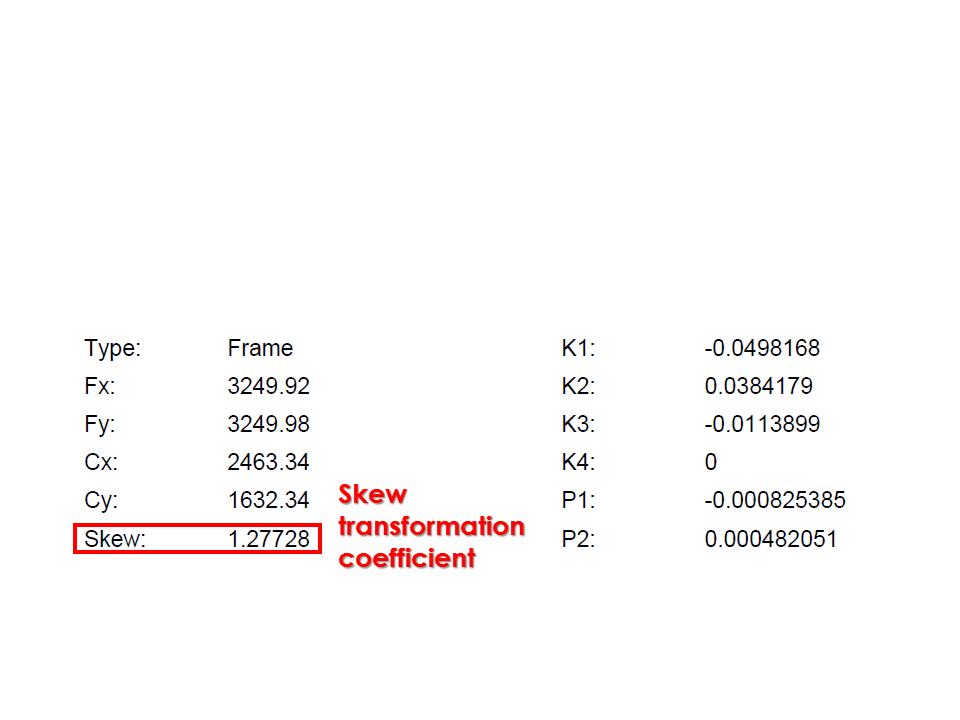 Type: Frame K1: -0.0498168
Fx: 3249.92 K2: 0.0384179
Fy: 3249.98 K3: -0.0113899
Cx: 2463.34 K4: 0
Cy: 1632.34 P1: -0.000825385
Skew: 1.27728 P2: 0.000482051
Skew
transformation
coefficient